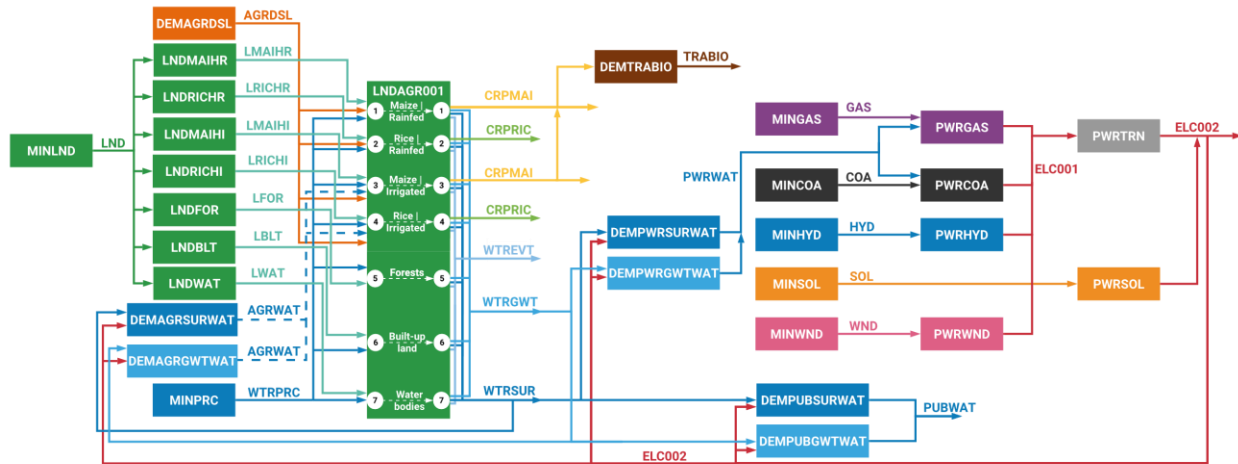 DEMAGRDSL
AGRDSL
LNDMAIHR
LMAIHR
LNDRICHR
LRICHR
LNDMAIHI
LMAIHI
MINLND
LND
LNDRICHI
LRICHI
LNDFOR
LFOR
LNDBLT
LBLT
LNDWAT
LWAT
DEMAGRSURWAT
AGRWAT
DEMAGRGWTWAT
AGRWAT
MINPRC
WTRPRC
LNDAGR001
1
Maize |
Rainfed
1
2
Rice |
Rainfed
2
3
Maize |
Irrigated
3
4
Rice |
Irrigated
4
5
Forests
5
6
Built-up
land
6
7
Water
bodies
7
CRPMAI
CRPRIC
CRPMAI
CRPRIC
WTREVT
WTRGWT
WTRSUR
DEMTRABIO
TRABIO
DEMPWRSURWAT
DEMPWRGWTWAT
PWRWAT
MINGAS
GAS
PWRGAS
MINCOA
COA
PWRCOA
MINHYD
HYD
PWRHYD
MINSOL
SOL
PWRSOL
MINWND
WND
PWRWND
ELC001
PWRTRN
ELC002
DEMPUBSURWAT
DEMPUBGWTWAT
PUBWAT
ELC002